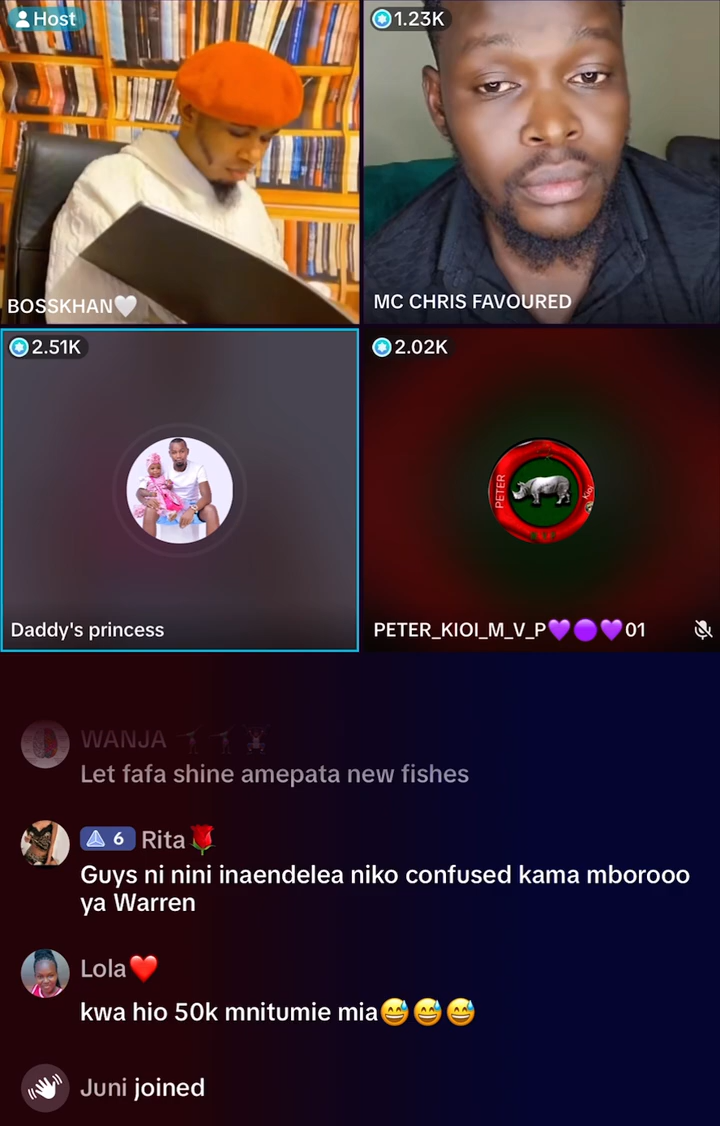 Host
1.23K
BOSSKHAN🤍
MC CHRIS FAVOURED
2.51K
2.02K
PETER
Kioi
Daddy's princess
PETER_KIOI_M_V_P💜🟣💜01
WANJA
Let fafa shine amepata new fishes
6 Rita🌹
Guys ni nini inaendelea niko confused kama mborooo
ya Warren
Lola❤️
kwa hio 50k mnitumie mia😅😅😅
Juni joined